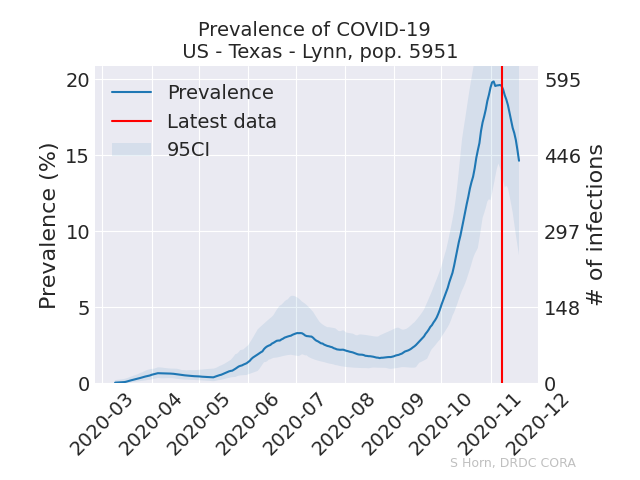 Prevalence of COVID-19
US - Texas - Lynn, pop. 5951
Prevalence
Latest data
95CI
Prevalence (%)
20
15
10
5
0
595
446
297
148
0
# of infections
2020-03
2020-04
2020-05
2020-06
2020-07
2020-08
2020-09
2020-10
2020-11
2020-12
S Horn, DRDC CORA